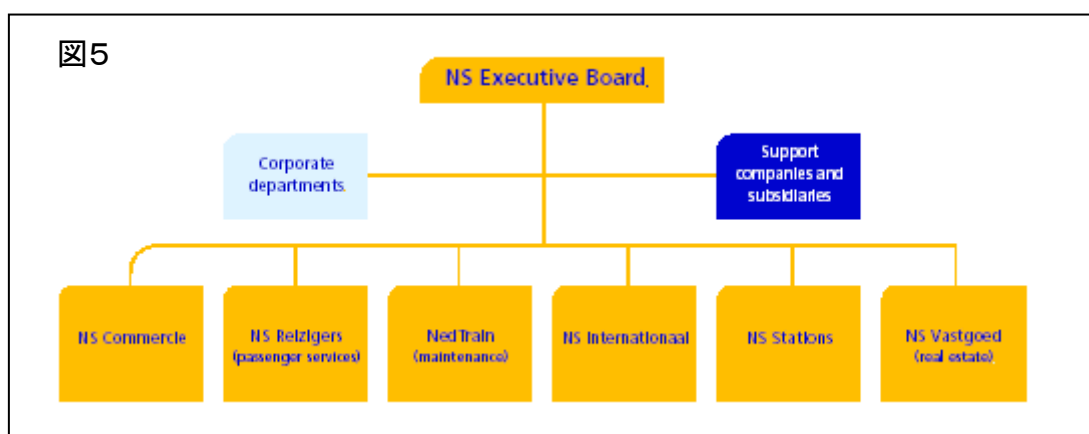 図5
NS Executive Board
Corporate
departments
Support
companies and
subsidiaries
NS Commercie
NS Reizigers
(passenger services)
NedTrain
(maintenance)
NS Internationaal
NS Stations
NS Vastgoed
(real estate)